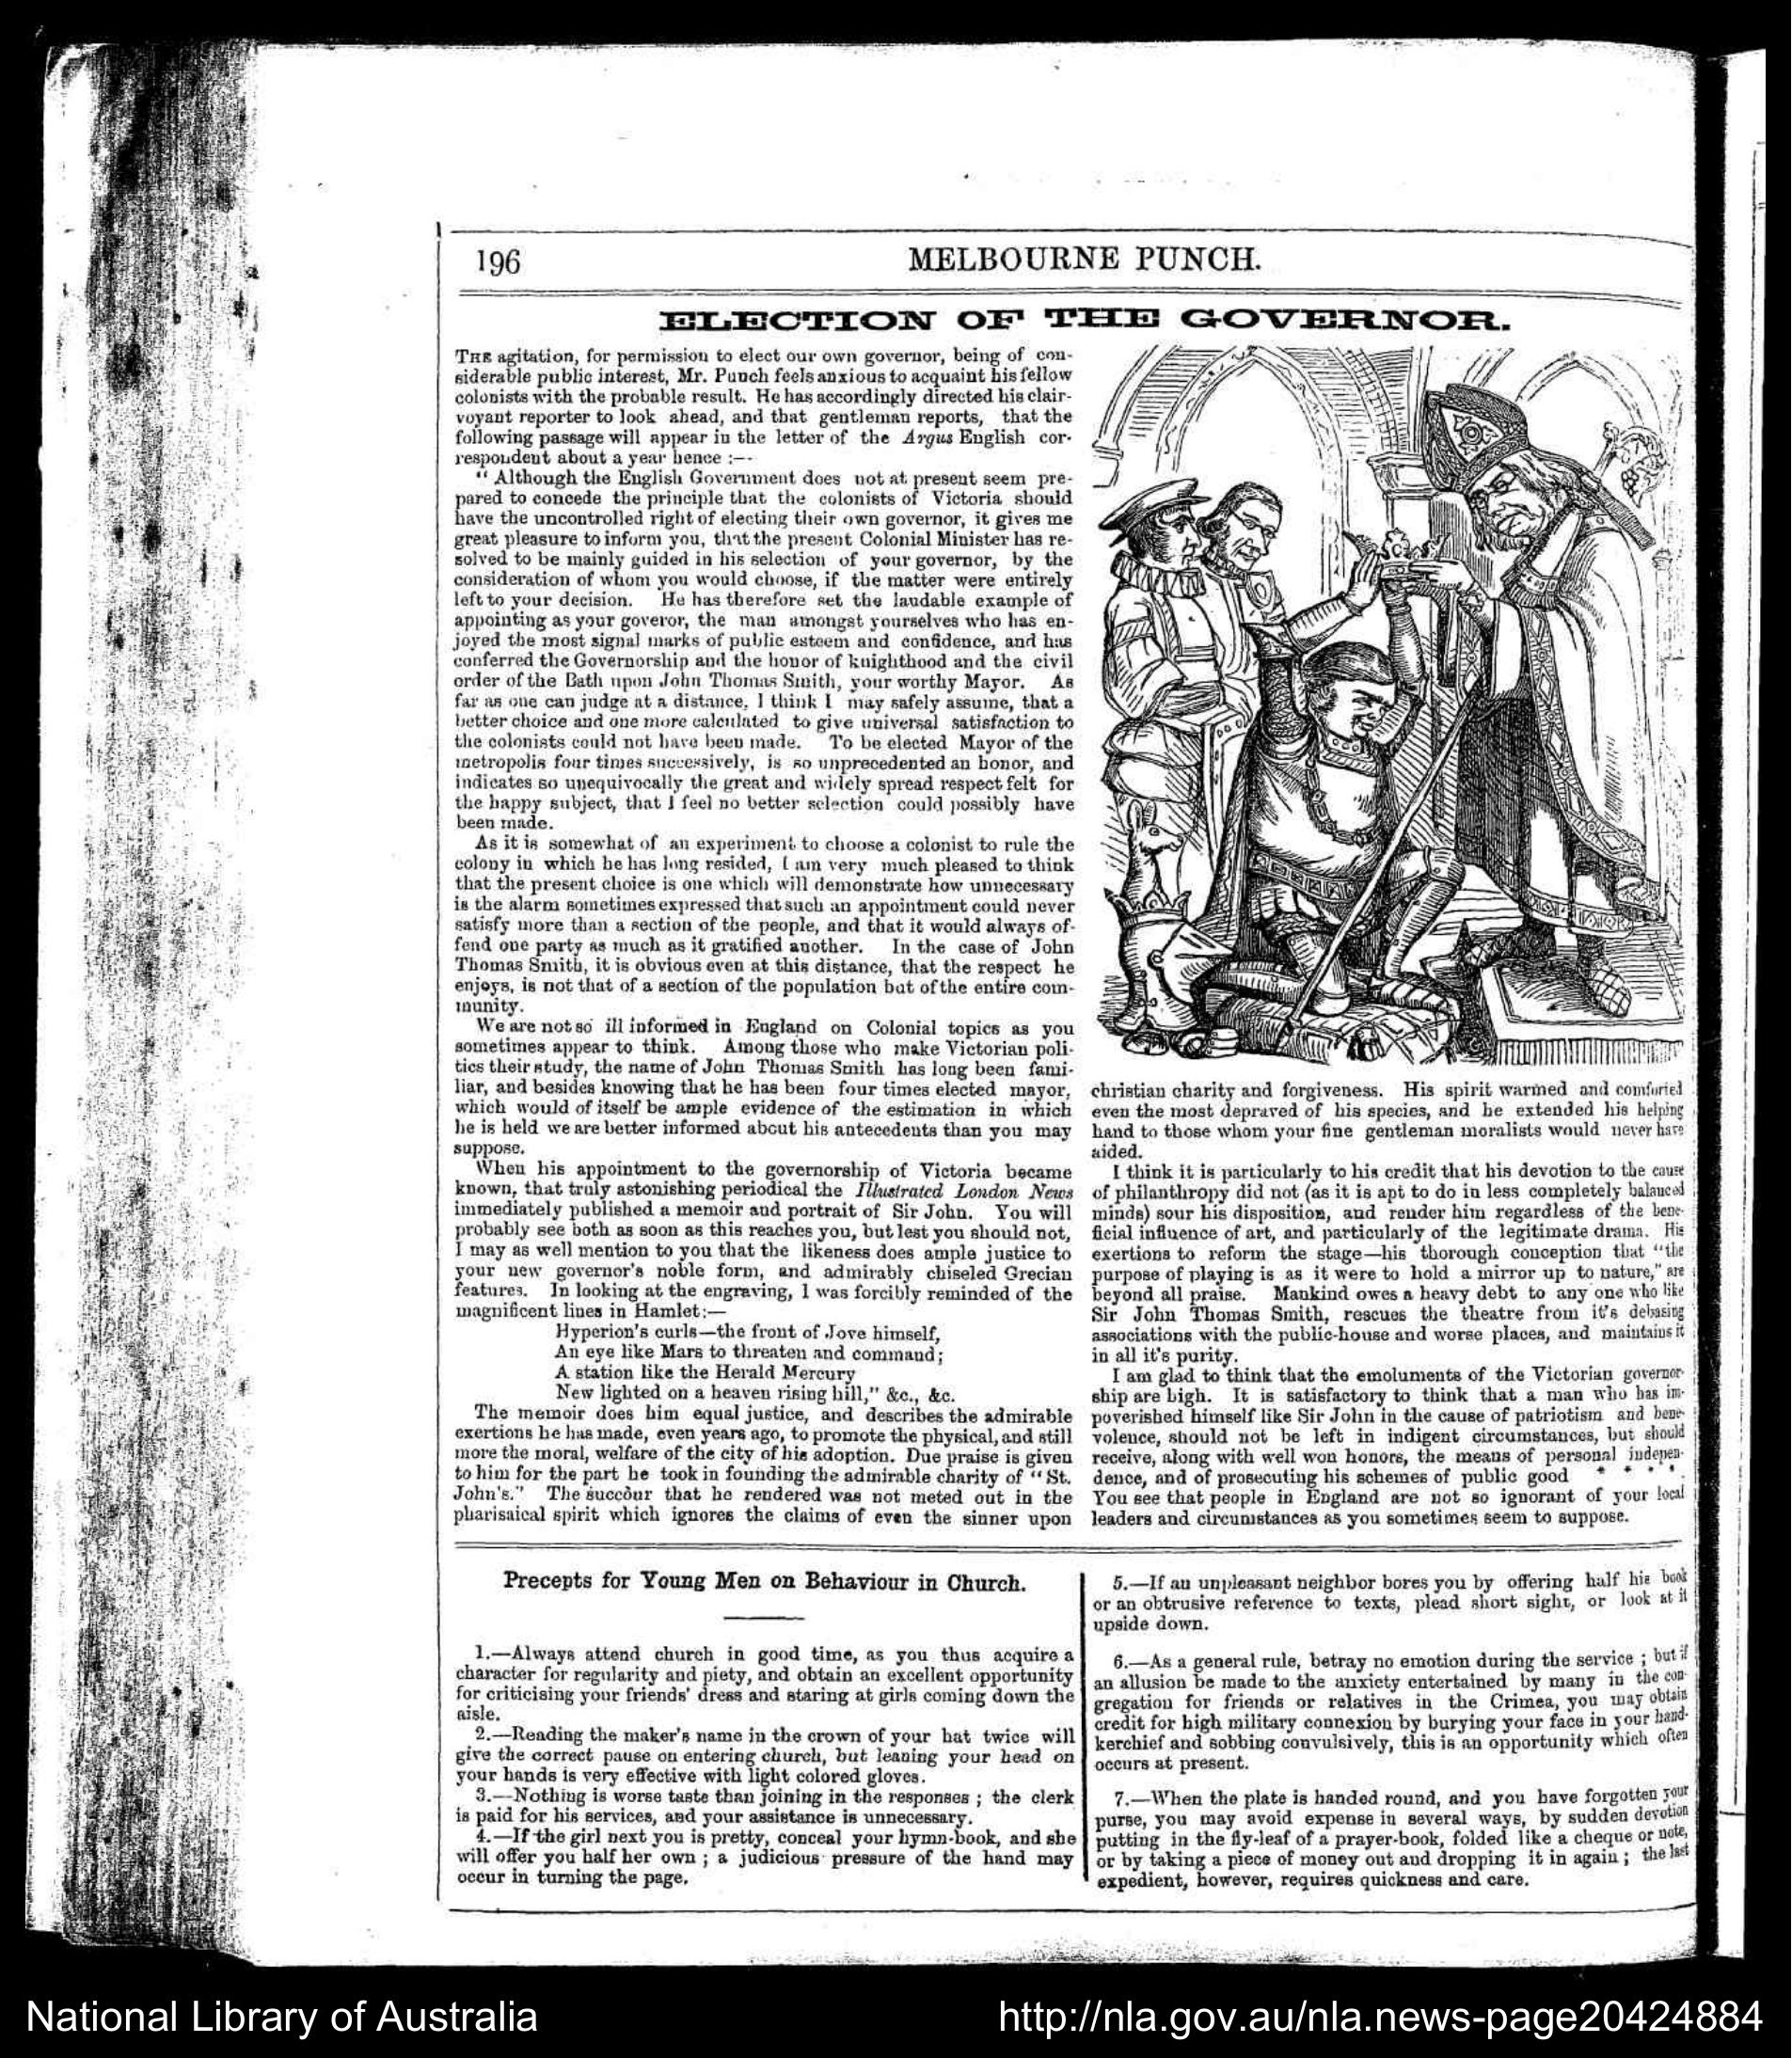 196
MELBOURNE PUNCH.
ELECTION OF THE GOVERNOR.
THE agitation, for permission to elect our own governor, being of con-
siderable public interest, Mr. Punch feels anxious to acquaint his fellow
colonists with the probable result. He has accordingly directed his clair-
voyant reporter to look ahead, and that gentleman reports, that the
following passage will appear in the letter of the Argus English cor-
respondent about a year hence :—-
" Although the English Government does not at present seem pre-
pared to concede the principle that the colonists of Victoria should
have the uncontrolled right of electing their own governor, it gives me
great pleasure to inform you, that the present Colonial Minister has re-
solved to be mainly guided in his selection of your governor, by the
consideration of whom you would choose, if the matter were entirely
left to your decision. He has therefore set the laudable example of
appointing as your goveror, the man amongst yourselves who has en-
joyed the most signal marks of public esteem and confidence, and has
conferred the Governorship and the honor of knighthood and the civil
order of the Bath upon John Thomas Smith, your worthy Mayor. As
far as one can judge at a distance, I think I may safely assume, that a
better choice and one more calculated to give universal satisfaction to
the colonists could not have been made. To be elected Mayor of the
metropolis four times successively, is so unprecedented an honor, and
indicates so unequivocally the great and widely spread respect felt for
the happy subject, that I feel no better selection could possibly have
been made.
As it is somewhat of an experiment to choose a colonist to rule the
colony in which he has long resided, I am very much pleased to think
that the present choice is one which will demonstrate how unnecessary
is the alarm sometimes expressed that such an appointment could never
satisfy more than a section of the people, and that it would always of-
fend one party as much as it gratified another. In the case of John
Thomas Smith, it is obvious even at this distance, that the respect he
enjoys, is not that of a section of the population but of the entire com-
munity.
We are not so ill informed in England on Colonial topics as you
sometimes appear to think. Among those who make Victorian poli-
tics their study, the name of John Thomas Smith has long been fami-
liar, and besides knowing that he has been four times elected mayor,
which would of itself be ample evidence of the estimation in which
he is held we are better informed about his antecedents than you may
suppose.
When his appointment to the governorship of Victoria became
known, that truly astonishing periodical the Illustrated London News
immediately published a memoir and portrait of Sir John. You will
probably see both as soon as this reaches you, but lest you should not,
I may as well mention to you that the likeness does ample justice to
your new governor's noble form, and admirably chiseled Grecian
features. In looking at the engraving, I was forcibly reminded of the
magnificent lines in Hamlet:—
Hyperion's curls—the front of Jove himself,
An eye like Mars to threaten and command;
A station like the Herald Mercury
New lighted on a heaven rising hill," &c., &c.
The memoir does him equal justice, and describes the admirable
exertions he has made, even years ago, to promote the physical, and still
more the moral, welfare of the city of his adoption. Due praise is given
to him for the part he took in founding the admirable charity of "St.
John's." The succour that he rendered was not meted out in the
pharisaical spirit which ignores the claims of even the sinner upon
christian charity and forgiveness. His spirit warmed and comforted
even the most depraved of his species, and he extended his helping
hand to those whom your fine gentleman moralists would never have
aided.
I think it is particularly to his credit that his devotion to the cause
of philanthropy did not (as it is apt to do in less completely balanced
minds) sour his disposition, and render him regardless of the bene-
ficial influence of art, and particularly of the legitimate drama. His
exertions to reform the stage—his thorough conception that "the
purpose of playing is as it were to hold a mirror up to nature," are
beyond all praise. Mankind owes a heavy debt to any one who like
Sir John Thomas Smith, rescues the theatre from it's debasing
associations with the public-house and worse places, and maintains it
in all it's purity.
I am glad to think that the emoluments of the Victorian governor-
ship are high. It is satisfactory to think that a man who has im-
poverished himself like Sir John in the cause of patriotism and bene-
volence, should not be left in indigent circumstances, but should
receive, along with well won honors, the means of personal indepen-
dence, and of prosecuting his schemes of public good * * * *.
You see that people in England are not so ignorant of your local
leaders and circumstances as you sometimes seem to suppose.
Precepts for Young Men on Behaviour in Church.
1.—Always attend church in good time, as you thus acquire a
character for regularity and piety, and obtain an excellent opportunity
for criticising your friends' dress and staring at girls coming down the
aisle.
2.—Reading the maker's name in the crown of your hat twice will
give the correct pause on entering church, but leaning your head on
your hands is very effective with light colored gloves.
3.—Nothing is worse taste than joining in the responses ; the clerk
is paid for his services, and your assistance is unnecessary.
4.—If the girl next you is pretty, conceal your hymn-book, and she
will offer you half her own ; a judicious pressure of the hand may
occur in turning the page.
5.—If an unpleasant neighbor bores you by offering half his book
or an obtrusive reference to texts, plead short sight, or look at it
upside down.
6.—As a general rule, betray no emotion during the service ; but if
an allusion be made to the anxiety entertained by many in the con-
gregation for friends or relatives in the Crimea, you may obtain
credit for high military connexion by burying your face in your hand-
kerchief and sobbing convulsively, this is an opportunity which often
occurs at present.
7.—When the plate is handed round, and you have forgotten your
purse, you may avoid expense in several ways, by sudden devotion
putting in the fly-leaf of a prayer-book, folded like a cheque or note,
or by taking a piece of money out and dropping it in again ; the last
expedient, however, requires quickness and care.
National Library of Australia
http://nla.gov.au/nla.news-page20424884